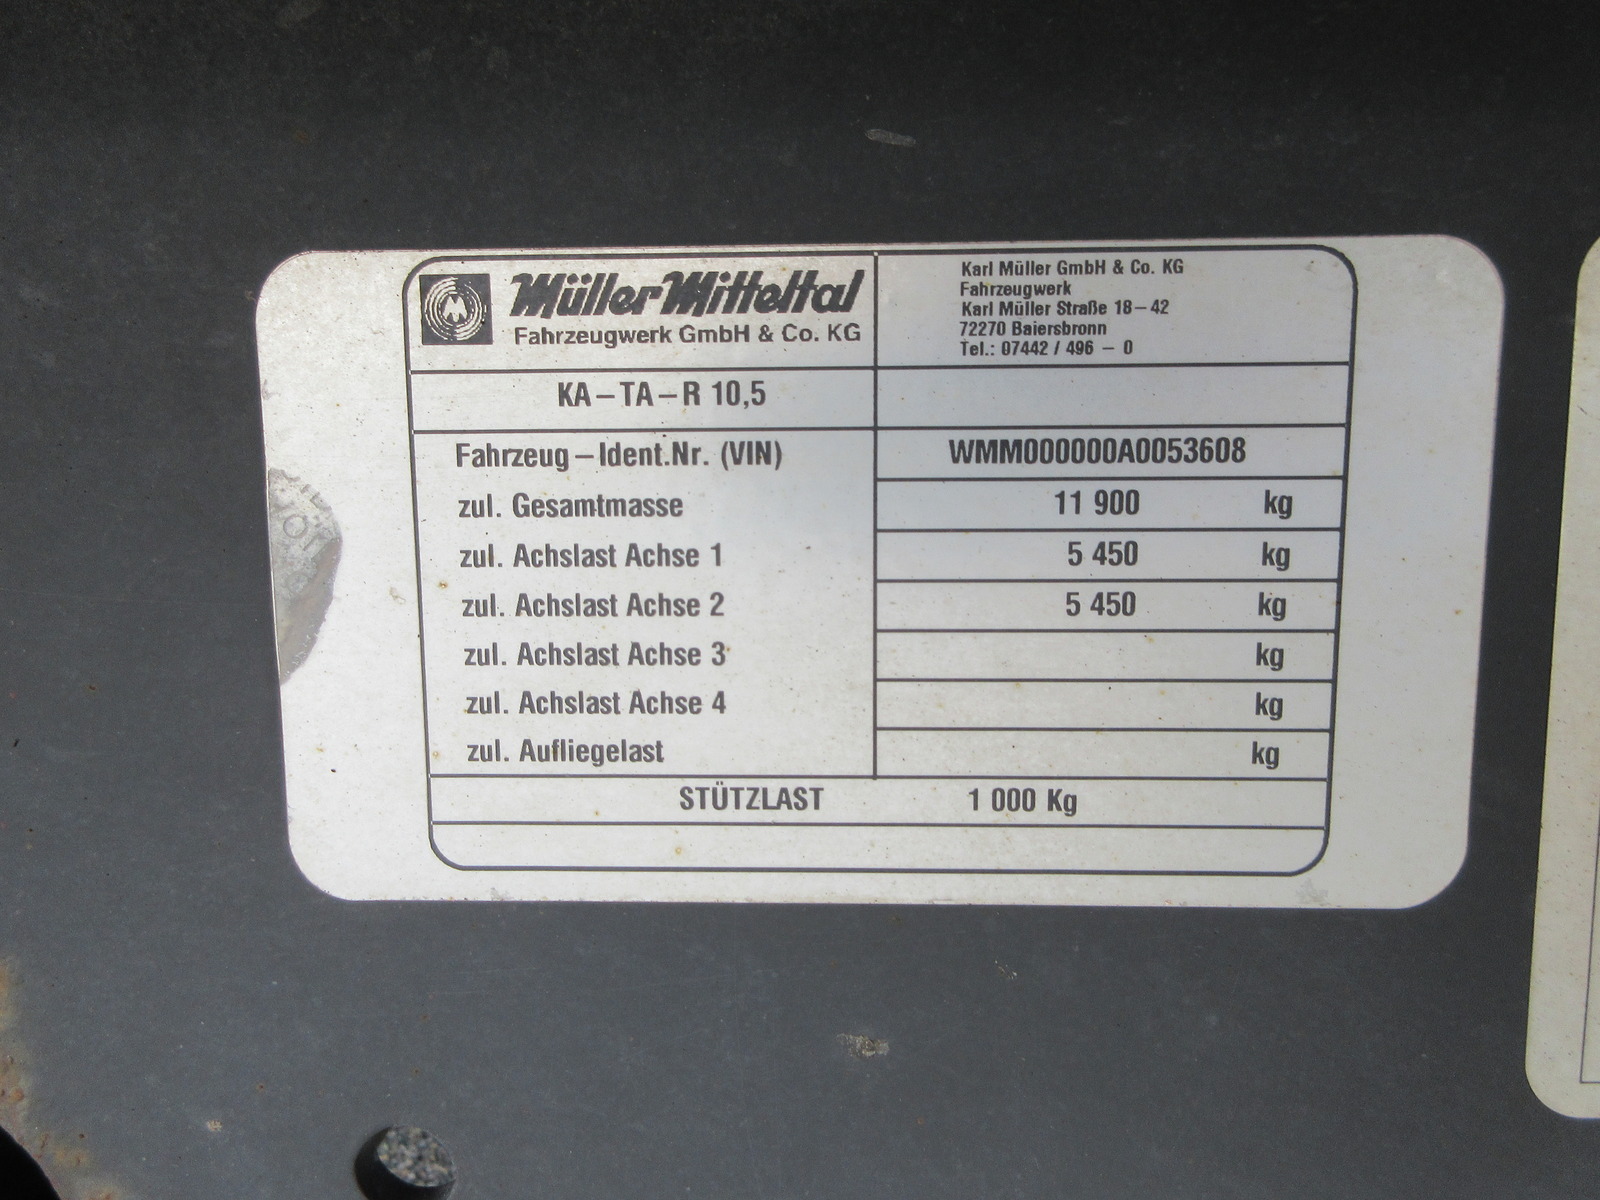 Müller Mitteltal
Fahrzeugwerk GmbH & Co. KG
Karl Müller GmbH & Co. KG
Fahrzeugwerk
Karl Müller Straße 18-42
72270 Baiersbronn
Tel.: 07442 / 496 - 0
KA-TA-R 10,5
Fahrzeug-Ident.Nr. (VIN) WMM000000A0053608
zul. Gesamtmasse 11 900 kg
zul. Achslast Achse 1 5 450 kg
zul. Achslast Achse 2 5 450 kg
zul. Achslast Achse 3 kg
zul. Achslast Achse 4 kg
zul. Aufliegelast kg
STÜTZLAST 1 000 Kg